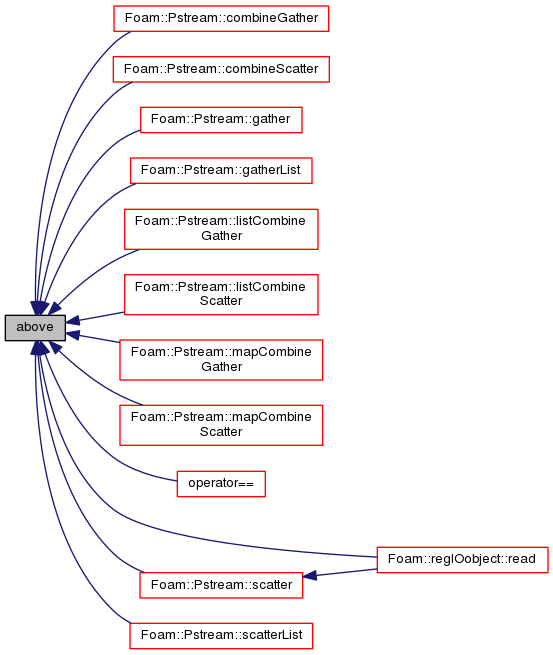 Foam::Pstream::combineGather
Foam::Pstream::combineScatter
Foam::Pstream::gather
Foam::Pstream::gatherList
Foam::Pstream::listCombine
Gather
Foam::Pstream::listCombine
Scatter
above
Foam::Pstream::mapCombine
Gather
Foam::Pstream::mapCombine
Scatter
operator==
Foam::regIOobject::read
Foam::Pstream::scatter
Foam::Pstream::scatterList